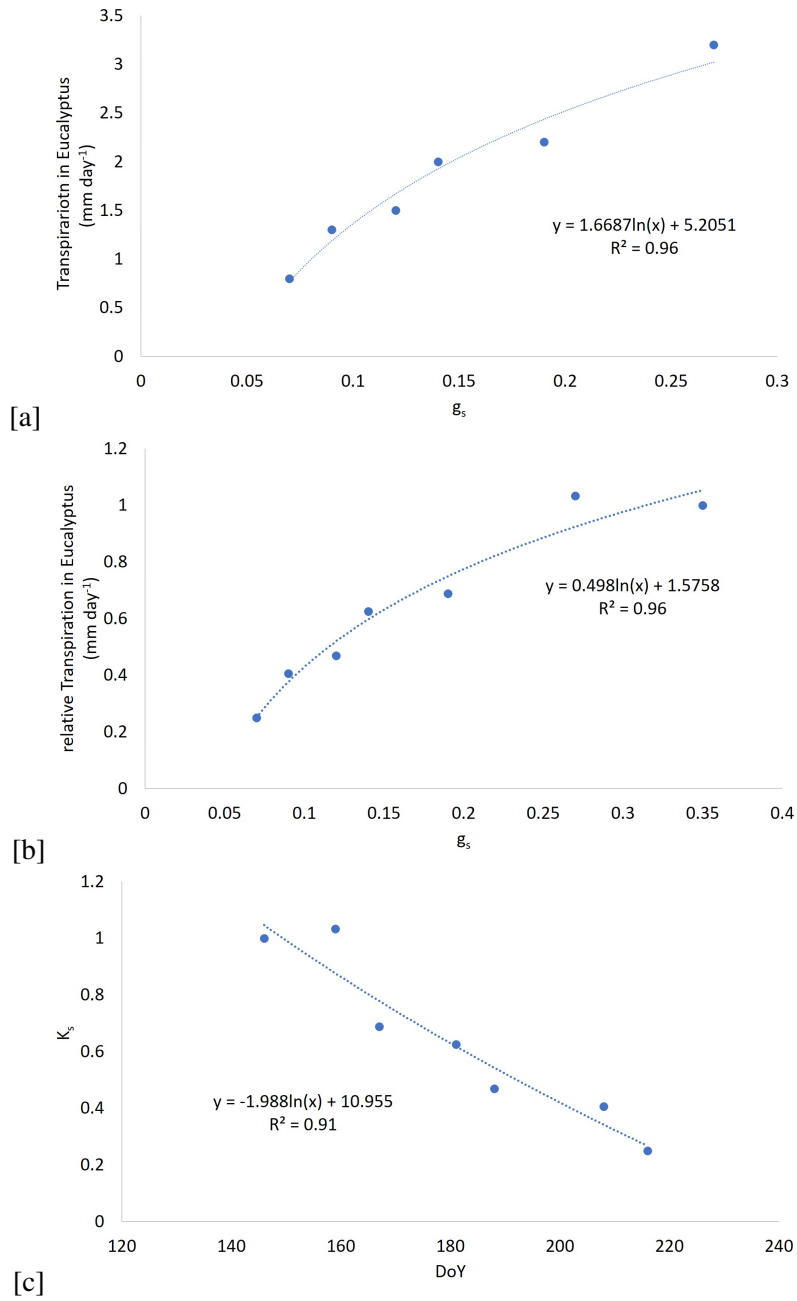 3.5
3
2.5
2
1.5
1
0.5
0
Transpirariotn in Eucalyptus
(mm day⁻¹)
y = 1.6687ln(x) + 5.2051
R² = 0.96
0 0.05 0.1 0.15 0.2 0.25 0.3
gₛ
[a]
1.2
1
0.8
0.6
0.4
0.2
0
relative Transpiration in Eucalyptus
(mm day⁻¹)
y = 0.498ln(x) + 1.5758
R² = 0.96
0 0.05 0.1 0.15 0.2 0.25 0.3 0.35 0.4
gₛ
[b]
1.2
1
0.8
0.6
0.4
0.2
0
Kₛ
y = -1.988ln(x) + 10.955
R² = 0.91
120 140 160 180 200 220 240
DoY
[c]